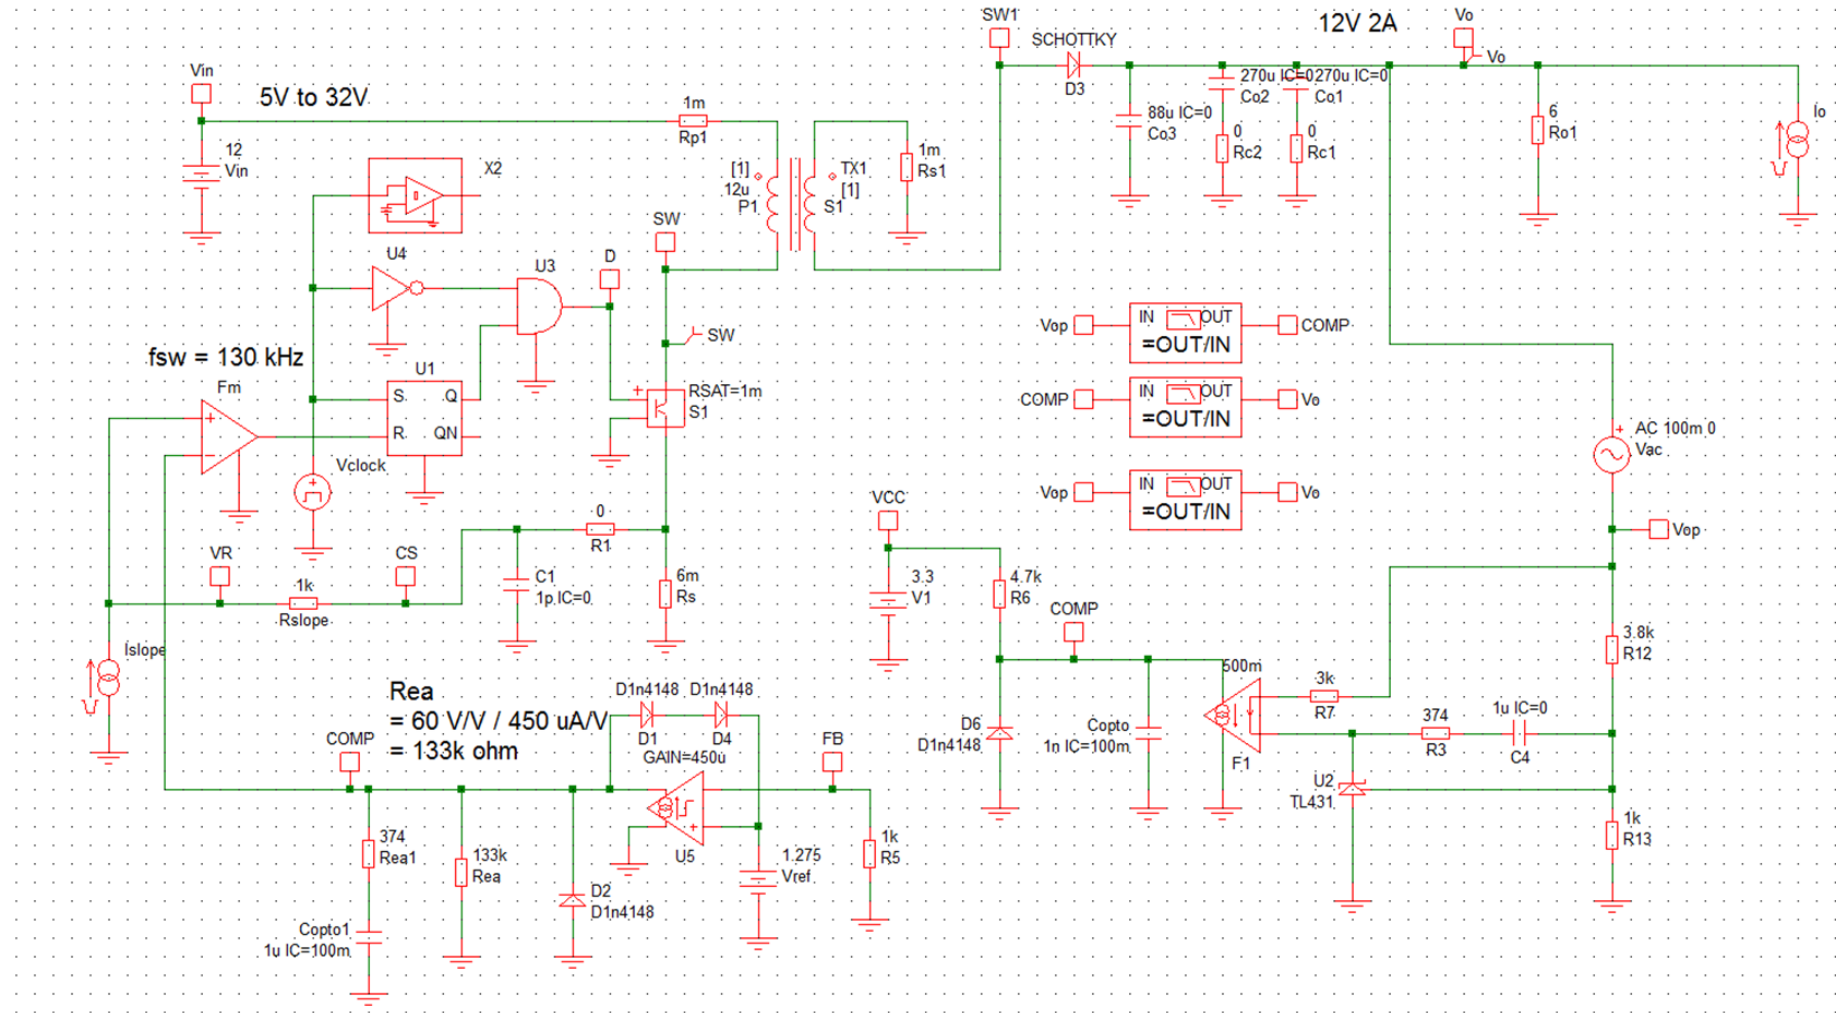 SW1
Vo
12V 2A
SCHOTTKY
Vo
D3
Vin
5V to 32V
270u IC=0
Co2
270u IC=0
Co1
1m
Rp1
88u IC=0
Co3
0
Rc2
0
Rc1
6
Ro1
Io
12
Vin
X2
[1]
12u
P1
TX1
[1]
S1
1m
Rs1
SW
U4
U3
D
SW
Vop
IN
OUT
=OUT/IN
COMP
fsw = 130 kHz
Fm
U1
S
Q
R
QN
RSAT=1m
S1
COMP
IN
OUT
=OUT/IN
Vo
AC 100m 0
Vac
Vclock
Vop
IN
OUT
=OUT/IN
Vo
VCC
Vop
0
R1
VR
CS
1k
Rslope
C1
1p IC=0
6m
Rs
3.3
V1
4.7k
R6
COMP
3.8k
R12
Islope
500m
3k
R7
Rea
= 60 V/V / 450 uA/V
= 133k ohm
D1n4148
D1n4148
D1
D4
GAIN=450u
COMP
FB
D6
D1n4148
Copto
1n IC=100m
F1
374
R3
1u IC=0
C4
U2
TL431
1k
R13
374
Rea1
133k
Rea
U5
1.275
Vref
1k
R5
D2
D1n4148
Copto1
1u IC=100m